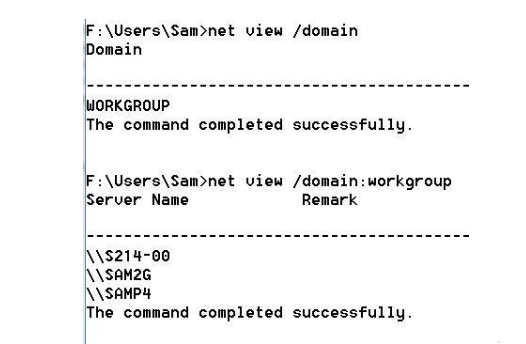 F:\Users\Sam>net view /domain
Domain
-----------------------------------------
WORKGROUP
The command completed successfully.
F:\Users\Sam>net view /domain:workgroup
Server Name Remark
-----------------------------------------
\\S214-00
\\SAM2G
\\SAMP4
The command completed successfully.